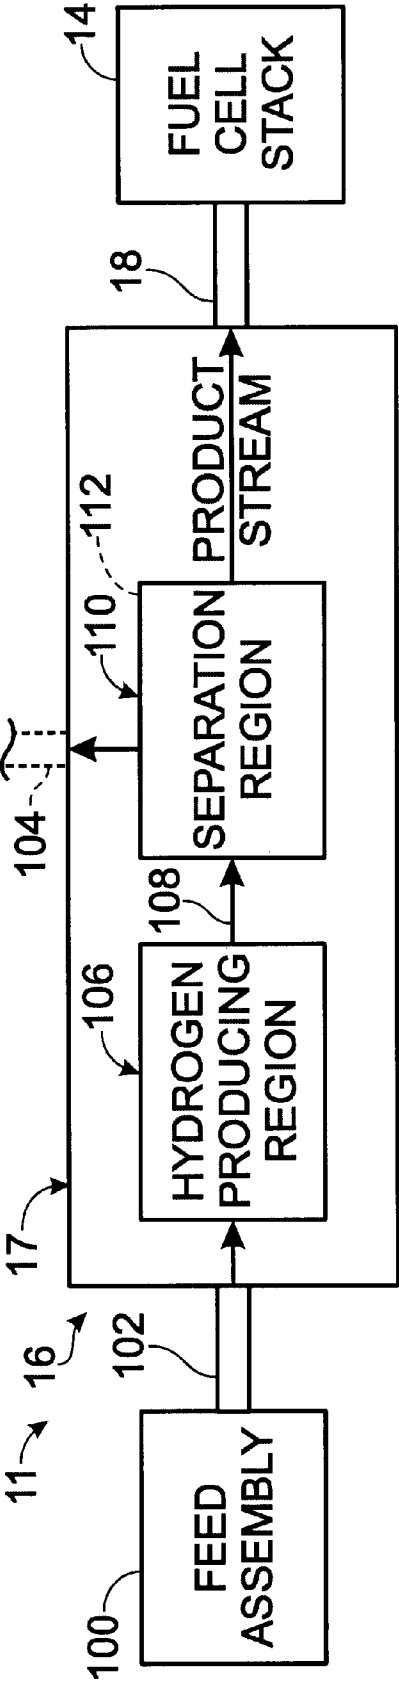 11
16
17
100
FEED
ASSEMBLY
102
106
HYDROGEN
PRODUCING
REGION
108
104
110
112
SEPARATION
REGION
PRODUCT
STREAM
18
14
FUEL
CELL
STACK